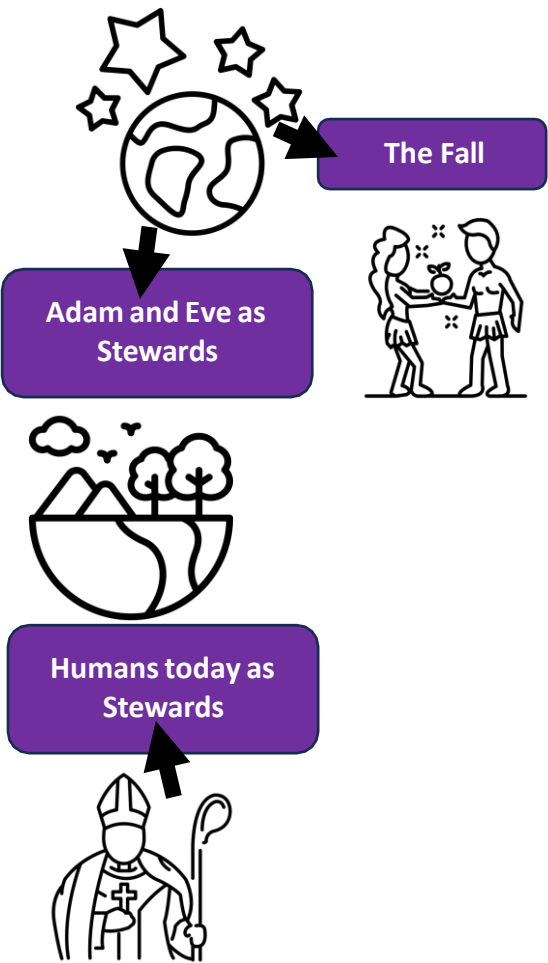 The Fall
Adam and Eve as
Stewards
Humans today as
Stewards